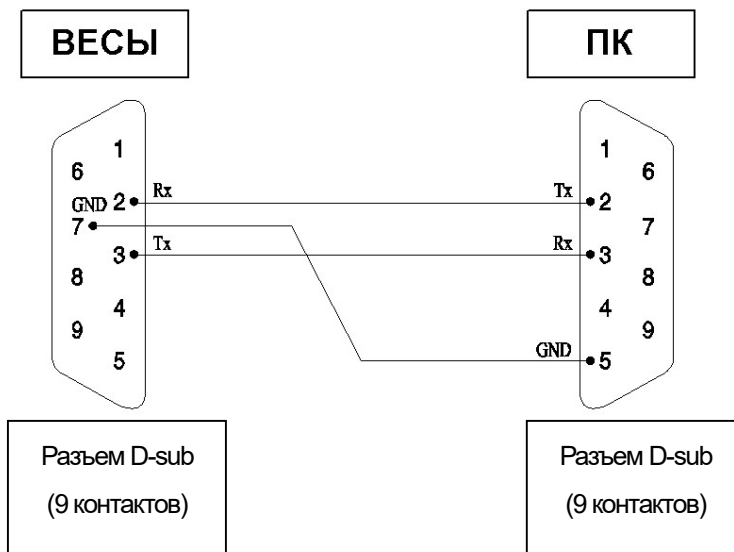 ВЕСЫ
ПК
1
6
2
GND
7
3
8
4
9
5
Rx
Tx
Tx
Rx
GND
1
6
2
7
3
8
4
9
5
Разъем D-sub
(9 контактов)
Разъем D-sub
(9 контактов)